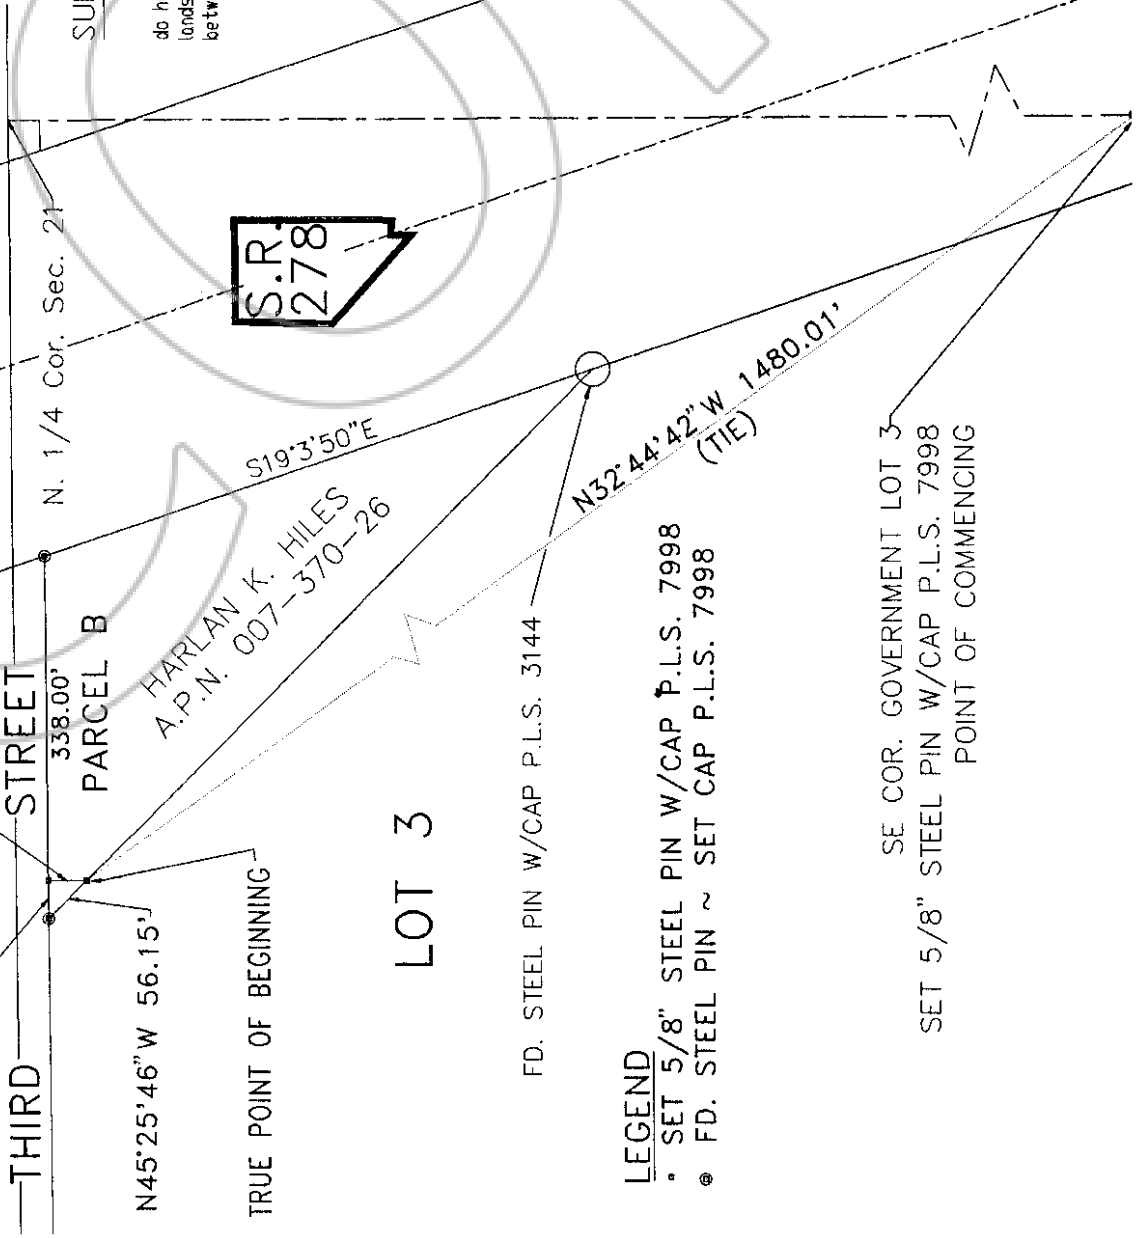 SU
do h
lands
betw
THIRD STREET
N. 1/4 Cor. Sec. 21
338.00'
PARCEL B
S.R.
278
S19°3'50"E
HARLAN K. HILES
A.P.N. 007-370-26
N45°25'46"W 56.15'
TRUE POINT OF BEGINNING
LOT 3
N32°44'42"W 1480.01'
(TIE)
FD. STEEL PIN W/CAP P.L.S. 3144
LEGEND
SET 5/8" STEEL PIN W/CAP P.L.S. 7998
FD. STEEL PIN ~ SET CAP P.L.S. 7998
SE COR. GOVERNMENT LOT 3
SET 5/8" STEEL PIN W/CAP P.L.S. 7998
POINT OF COMMENCING